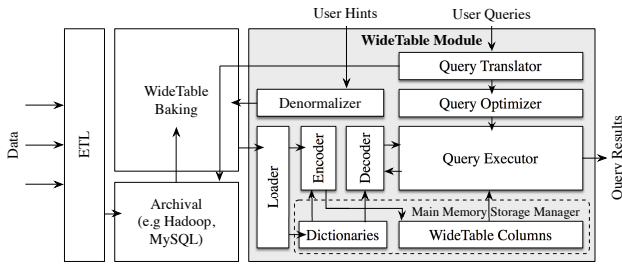 User Hints
User Queries
WideTable Module
Query Translator
WideTable
Baking
Denormalizer
Query Optimizer
Data
ETL
Loader
Encoder
Decoder
Query Executor
Query Results
Archival
(e.g Hadoop,
MySQL)
Main Memory Storage Manager
Dictionaries
WideTable Columns